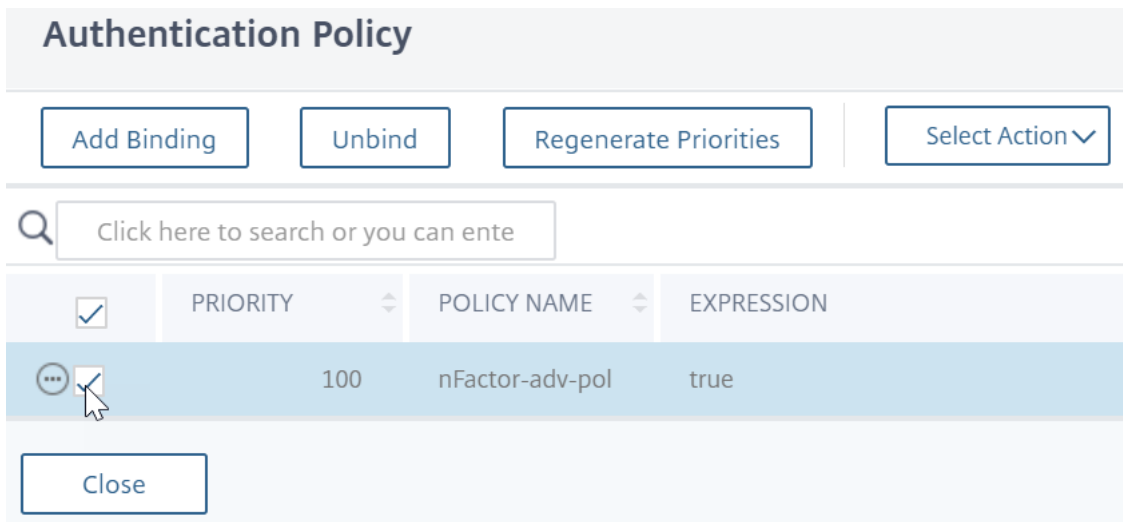 Authentication Policy
Add Binding Unbind Regenerate Priorities Select Action
Click here to search or you can ente
PRIORITY POLICY NAME EXPRESSION
100 nFactor-adv-pol true
Close